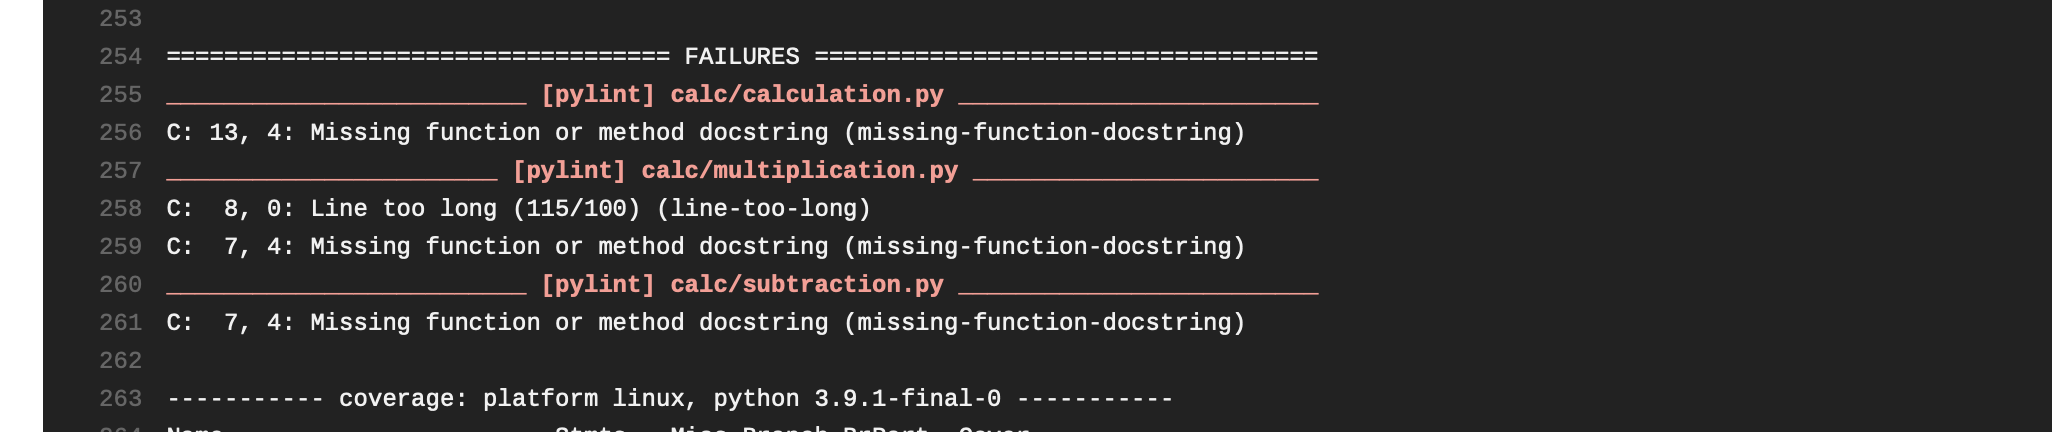 253
254 =================================== FAILURES ===================================
255 _________________________ [pylint] calc/calculation.py _________________________
256 C: 13, 4: Missing function or method docstring (missing-function-docstring)
257 _______________________ [pylint] calc/multiplication.py ________________________
258 C:  8, 0: Line too long (115/100) (line-too-long)
259 C:  7, 4: Missing function or method docstring (missing-function-docstring)
260 _________________________ [pylint] calc/subtraction.py _________________________
261 C:  7, 4: Missing function or method docstring (missing-function-docstring)
262
263 ----------- coverage: platform linux, python 3.9.1-final-0 -----------